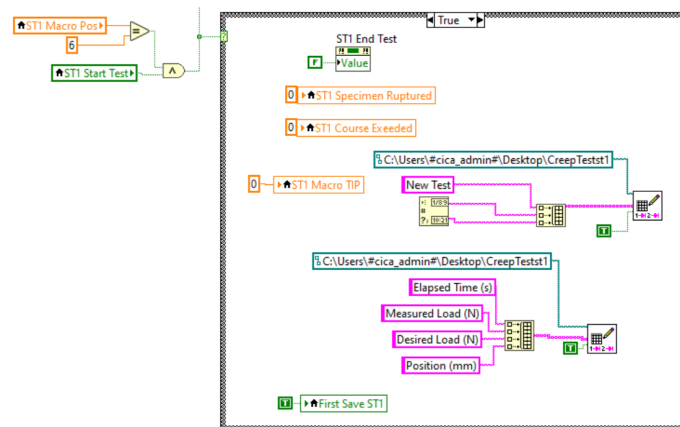 True
ST1 Macro Pos
6
ST1 Start Test
ST1 End Test
F
Value
0 ST1 Specimen Ruptured
0 ST1 Course Exeeded
C:\Users\#cica_admin#\Desktop\CreepTestst1
0 ST1 Macro TIP
New Test
T
C:\Users\#cica_admin#\Desktop\CreepTestst1
Elapsed Time (s)
Measured Load (N)
Desired Load (N)
T
Position (mm)
T First Save ST1